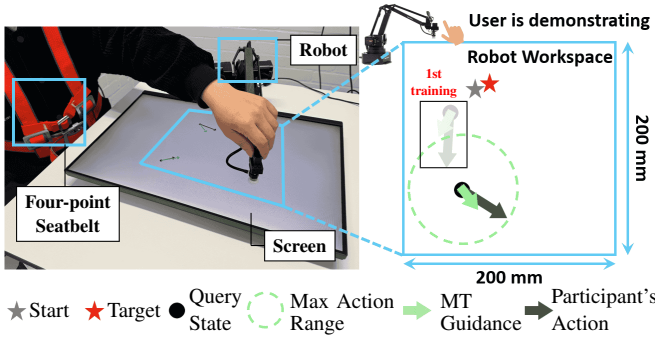 User is demonstrating
Robot
Robot Workspace
1st
training
200 mm
Four-point
Seatbelt
Screen
200 mm
Start
Target
Query
State
Max Action
Range
MT
Guidance
Participant's
Action